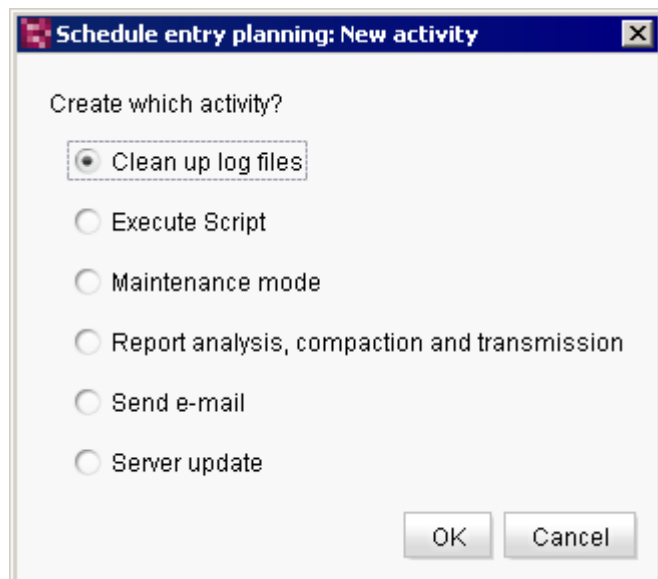 Schedule entry planning: New activity
Create which activity?
Clean up log files
Execute Script
Maintenance mode
Report analysis, compaction and transmission
Send e-mail
Server update
OK Cancel